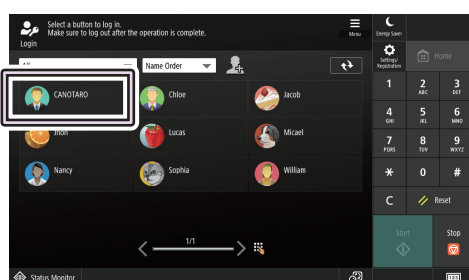 Select a button to log in.
Make sure to log out after the operation is complete.
Login
Menu
Energy Saver
Settings/
Registration
Home
Name Order
CANOTARO
Chloe
Jacob
Jhon
Lucas
Micael
Nancy
Sophia
William
1/1
1
2 ABC
3 DEF
4 GHI
5 JKL
6 MNO
7 PQRS
8 TUV
9 WXYZ
* 0 #
C
Reset
Start
Stop
Status Monitor